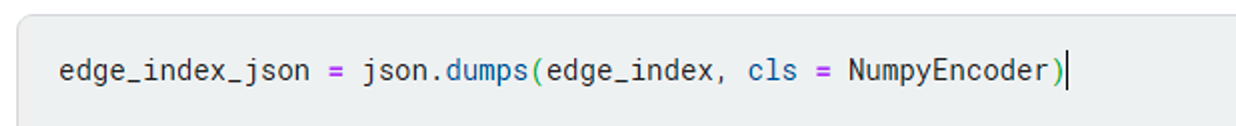 edge_index_json = json.dumps(edge_index, cls = NumpyEncoder)